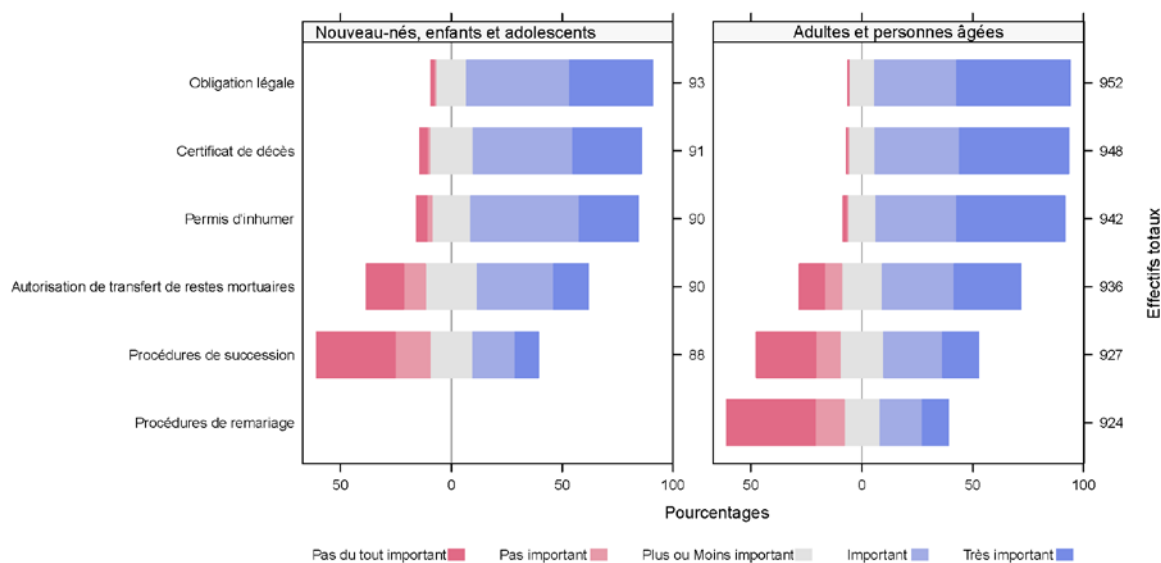 Nouveau-nés, enfants et adolescents
Adultes et personnes âgées
Obligation légale
93
952
Certificat de décès
91
948
Permis d'inhumer
90
942
Autorisation de transfert de restes mortuaires
90
936
Procédures de succession
88
927
Procédures de remariage
924
Effectifs totaux
50 0 50 100
50 0 50 100
Pourcentages
Pas du tout important Pas important Plus ou Moins important Important Très important